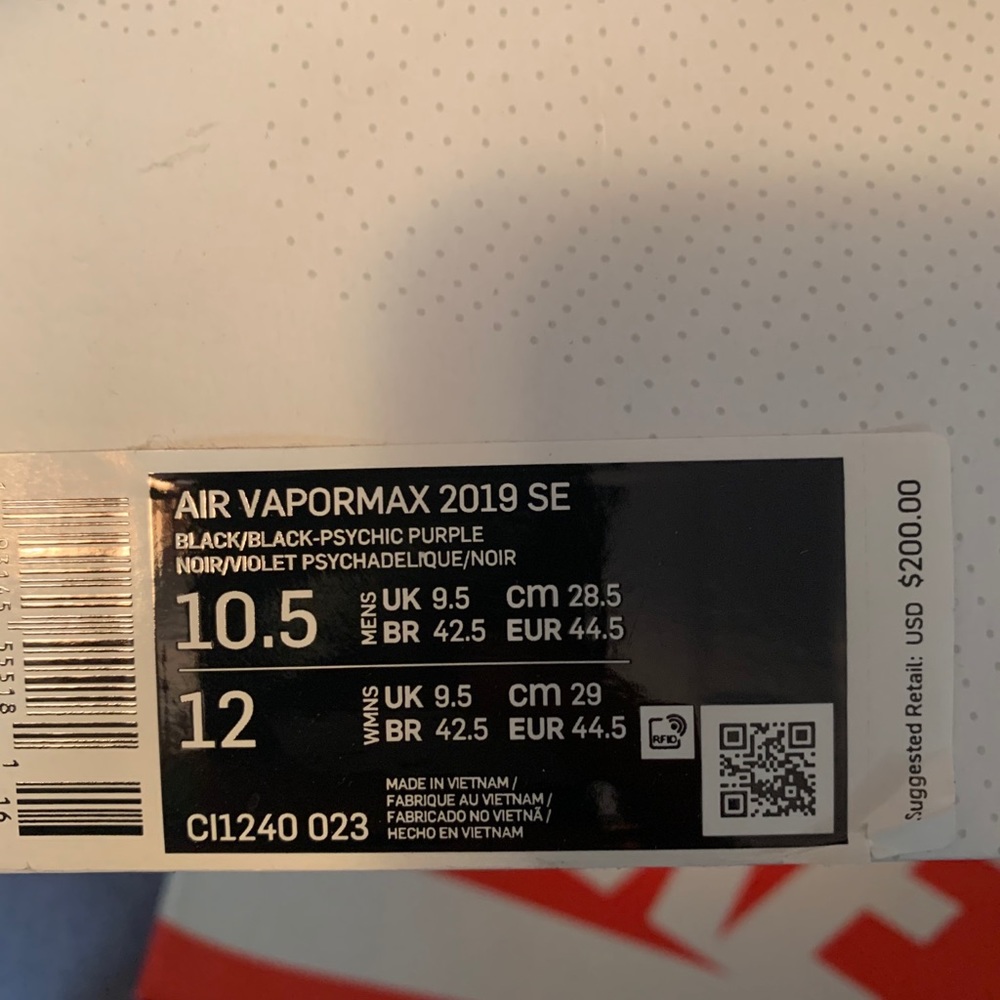 AIR VAPORMAX 2019 SE
BLACK/BLACK-PSYCHIC PURPLE
NOIR/VIOLET PSYCHADELIQUE/NOIR
10.5 MENS UK 9.5 cm 28.5
BR 42.5 EUR 44.5
12 WMNS UK 9.5 cm 29
BR 42.5 EUR 44.5
RFID
MADE IN VIETNAM /
FABRIQUE AU VIETNAM /
FABRICADO NO VIETNÃ /
HECHO EN VIETNAM
CI1240 023
Suggested Retail: USD $200.00
55518 1 16